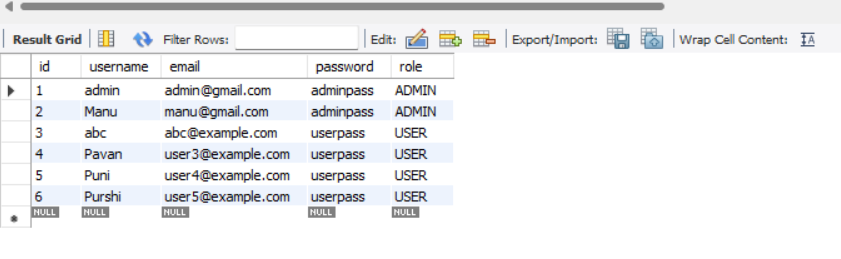 Result Grid Filter Rows: Edit: Export/Import: Wrap Cell Content: IA
id username email password role
1 admin admin@gmail.com adminpass ADMIN
2 Manu manu@gmail.com adminpass ADMIN
3 abc abc@example.com userpass USER
4 Pavan user3@example.com userpass USER
5 Puni user4@example.com userpass USER
6 Purshi user5@example.com userpass USER
NULL NULL NULL NULL NULL